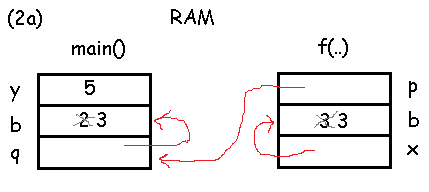 (2a) RAM
main() f(..)
y 5 p
b 2 3 3 3 b
q x